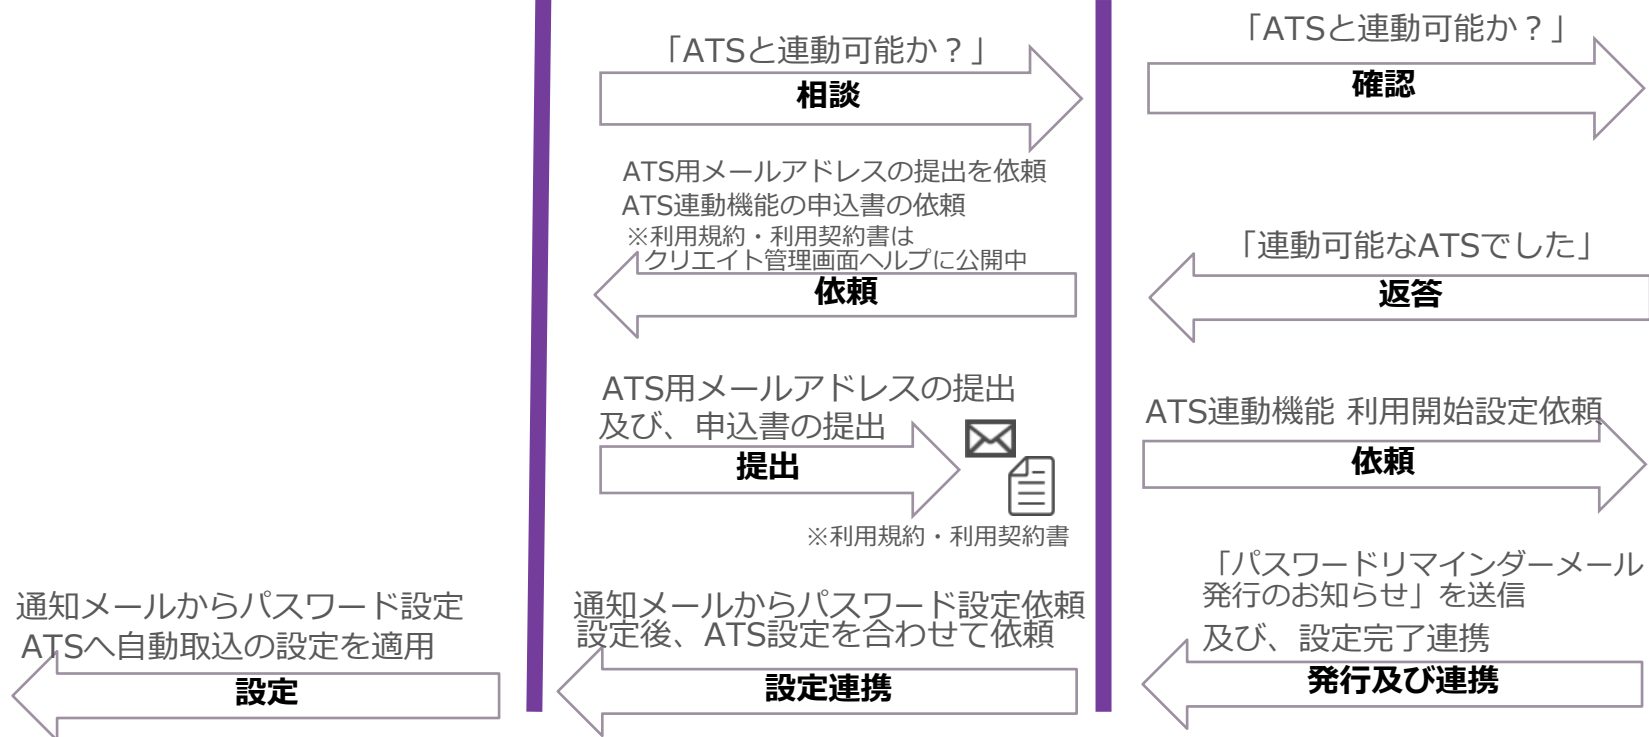 「ATSと連動可能か？」
相談
「ATSと連動可能か？」
確認
ATS用メールアドレスの提出を依頼
ATS連動機能の申込書の依頼
※利用規約・利用契約書は
クリエイト管理画面ヘルプに公開中
依頼
「連動可能なATSでした」
返答
ATS用メールアドレスの提出
及び、申込書の提出
提出
※利用規約・利用契約書
ATS連動機能 利用開始設定依頼
依頼
「パスワードリマインダーメール
発行のお知らせ」を送信
及び、設定完了連携
発行及び連携
通知メールからパスワード設定依頼
設定後、ATS設定を合わせて依頼
設定連携
通知メールからパスワード設定
ATSへ自動取込の設定を適用
設定